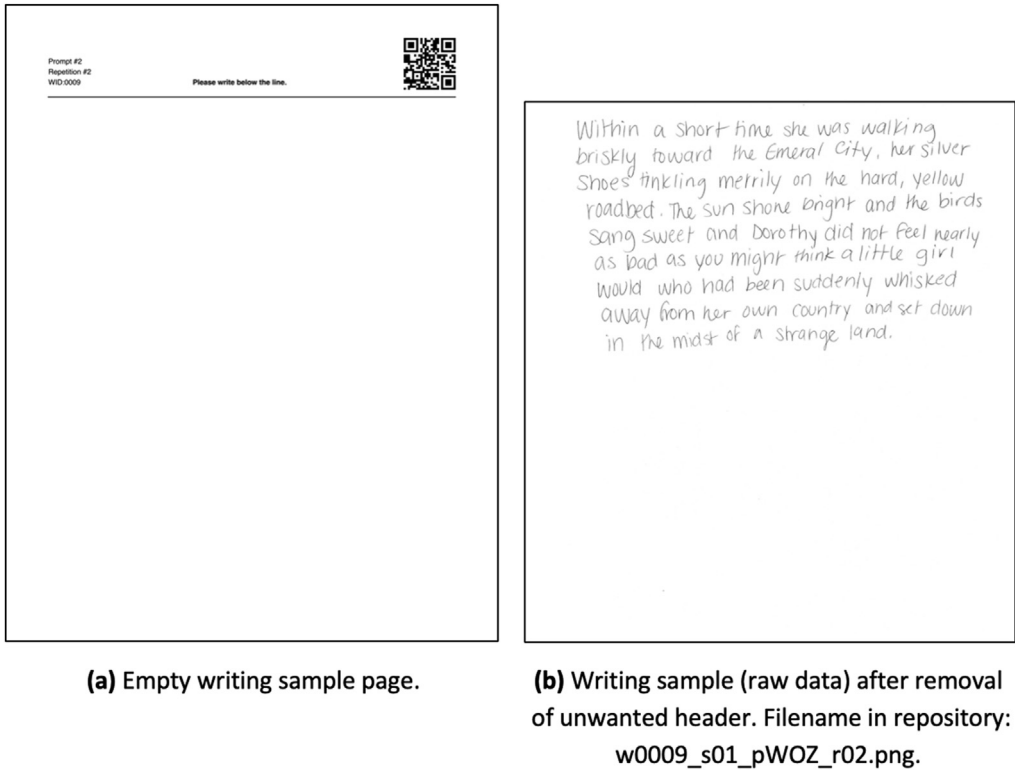 Prompt #2
Repetition #2
WID:0009
Please write below the line.
Within a short time she was walking
briskly toward the Emeral City, her silver
Shoes tinkling merrily on the hard, yellow
roadbed. The sun shone bright and the birds
sang sweet and Dorothy did not feel nearly
as bad as you might think a little girl
would who had been suddenly whisked
away from her own country and set down
in the midst of a strange land.
(a) Empty writing sample page.
(b) Writing sample (raw data) after removal
of unwanted header. Filename in repository:
w0009_s01_pWOZ_r02.png.